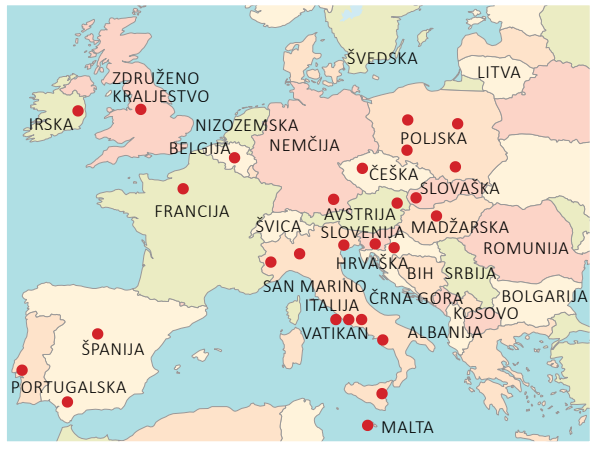 ŠVEDSKA
LITVA
ZDRUŽENO
KRALJESTVO
IRSKA
NIZOZEMSKA
BELGIJA
NEMČIJA
POLJSKA
ČEŠKA
SLOVAŠKA
FRANCIJA
AVSTRIJA
ŠVICA
SLOVENIJA
MADŽARSKA
ROMUNIJA
HRVAŠKA
BIH
SRBIJA
SAN MARINO
ITALIJA
ČRNA GORA
BOLGARIJA
KOSOVO
VATIKAN
ALBANIJA
ŠPANIJA
PORTUGALSKA
MALTA